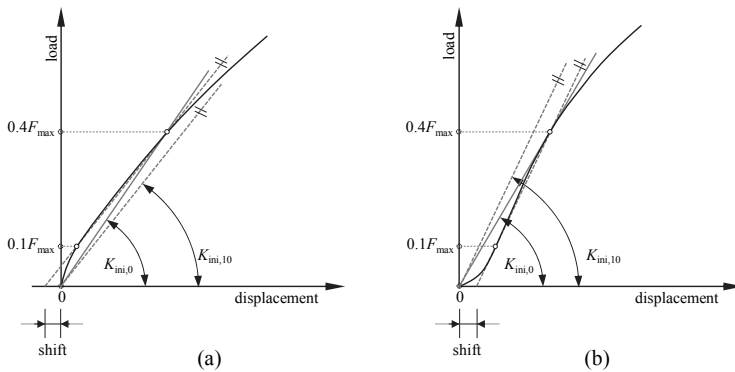 load
0.4Fmax
0.1Fmax
Kini,0
Kini,10
0
displacement
shift
(a)
load
0.4Fmax
0.1Fmax
Kini,0
Kini,10
0
displacement
shift
(b)